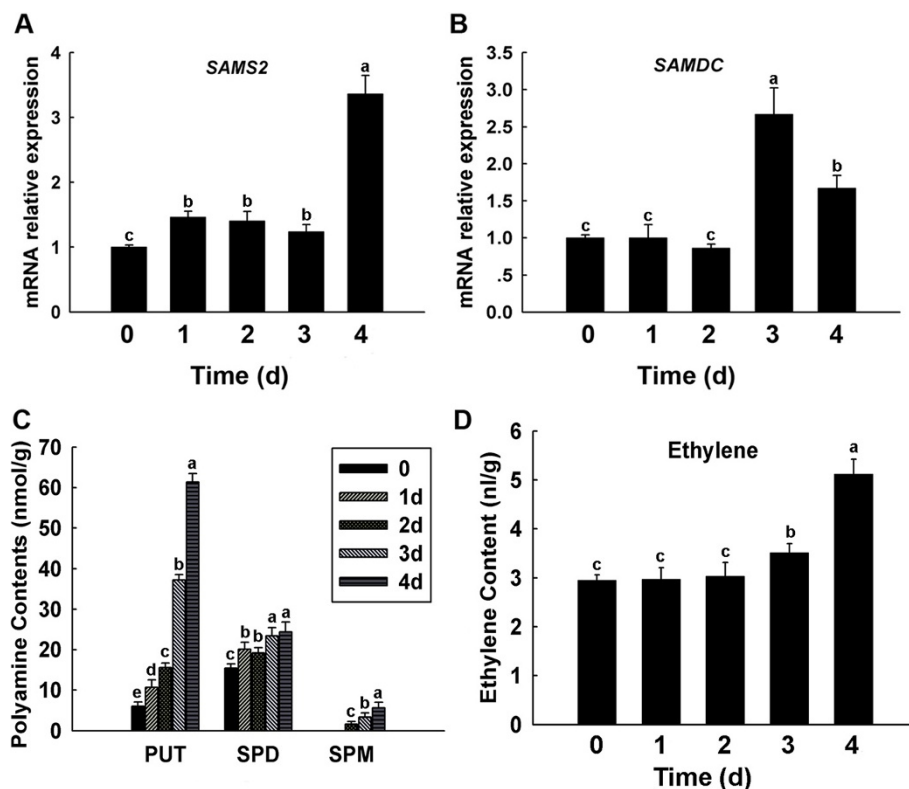 A
SAMS2
mRNA relative expression
4
3
2
1
0
c
b
b
b
a
0 1 2 3 4
Time (d)
B
SAMDC
mRNA relative expression
3.5
3.0
2.5
2.0
1.5
1.0
.5
0.0
c
c
c
a
b
0 1 2 3 4
Time (d)
C
Polyamine Contents (nmol/g)
70
60
50
40
30
20
10
0
0
1d
2d
3d
4d
e d c b a
c b b a a
c b a
PUT SPD SPM
D
Ethylene
Ethylene Content (nl/g)
6
5
4
3
2
1
0
c
c
c
b
a
0 1 2 3 4
Time (d)